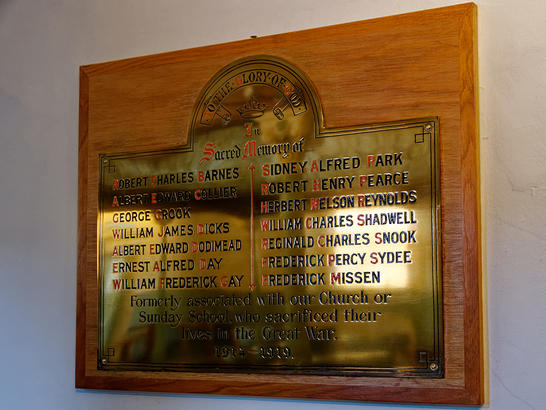 TO·THE·GLORY·OF·GOD
In
Sacred Memory of
ROBERT CHARLES BARNES
ALBERT EDWARD COLLIER
GEORGE CROOK
WILLIAM JAMES DICKS
ALBERT EDWARD DODIMEAD
ERNEST ALFRED DAY
WILLIAM FREDERICK GAY
SIDNEY ALFRED PARK
ROBERT HENRY PEARCE
HERBERT NELSON REYNOLDS
WILLIAM CHARLES SHADWELL
REGINALD CHARLES SNOOK
FREDERICK PERCY SYDEE
FREDERICK MISSEN
Formerly associated with our Church or
Sunday School, who sacrificed their
lives in the Great War.
1914–1919.